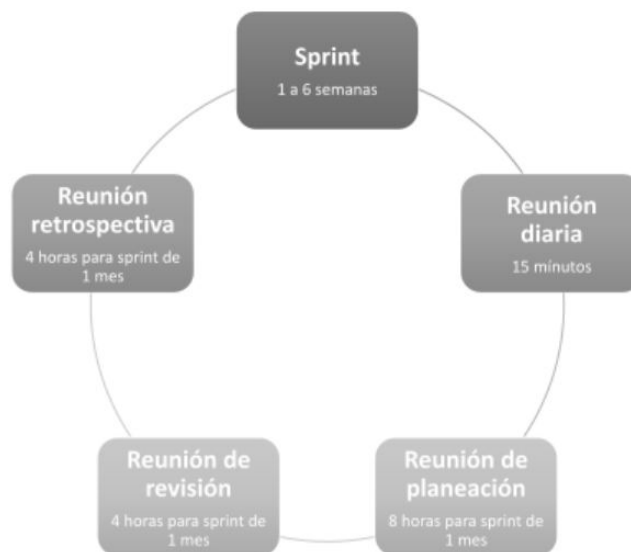 Sprint
1 a 6 semanas
Reunión
diaria
15 mínutos
Reunión de
planeación
8 horas para sprint de
1 mes
Reunión de
revisión
4 horas para sprint de
1 mes
Reunión
retrospectiva
4 horas para sprint de
1 mes